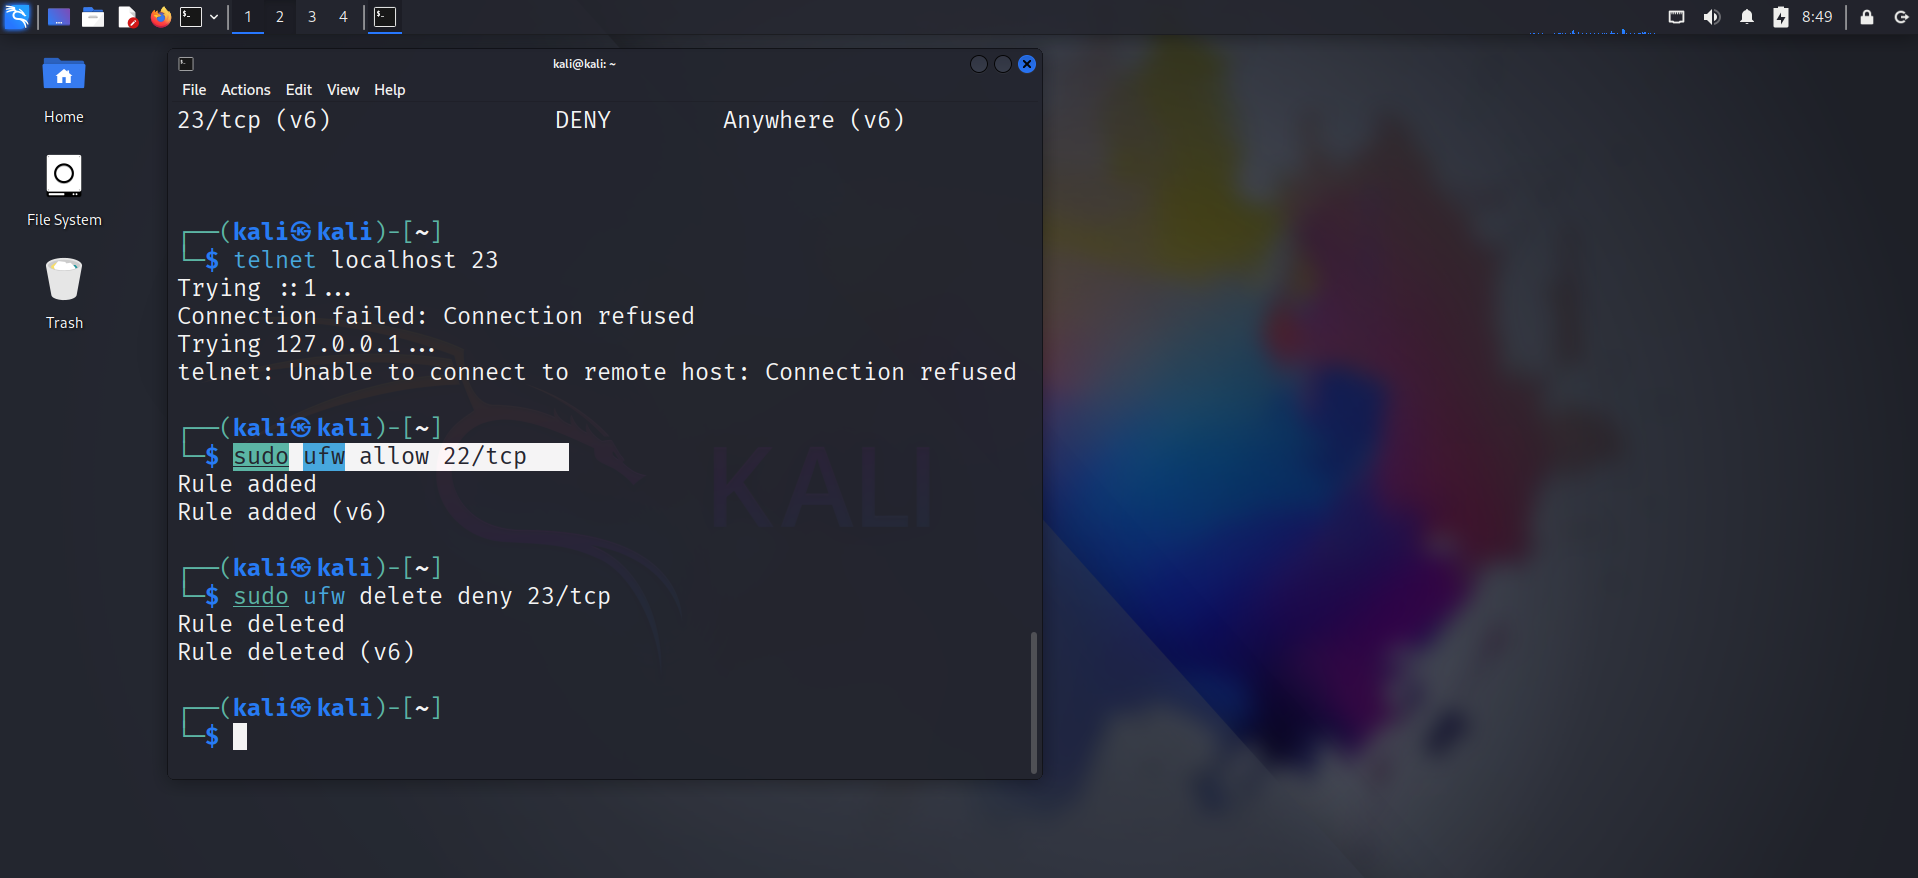 1 2 3 4
8:49
Home
File System
Trash
kali@kali: ~
File Actions Edit View Help
23/tcp (v6) DENY Anywhere (v6)
┌──(kali㉿kali)-[~]
└─$ telnet localhost 23
Trying ::1...
Connection failed: Connection refused
Trying 127.0.0.1...
telnet: Unable to connect to remote host: Connection refused
┌──(kali㉿kali)-[~]
└─$ sudo ufw allow 22/tcp
Rule added
Rule added (v6)
KALI
┌──(kali㉿kali)-[~]
└─$ sudo ufw delete deny 23/tcp
Rule deleted
Rule deleted (v6)
┌──(kali㉿kali)-[~]
└─$